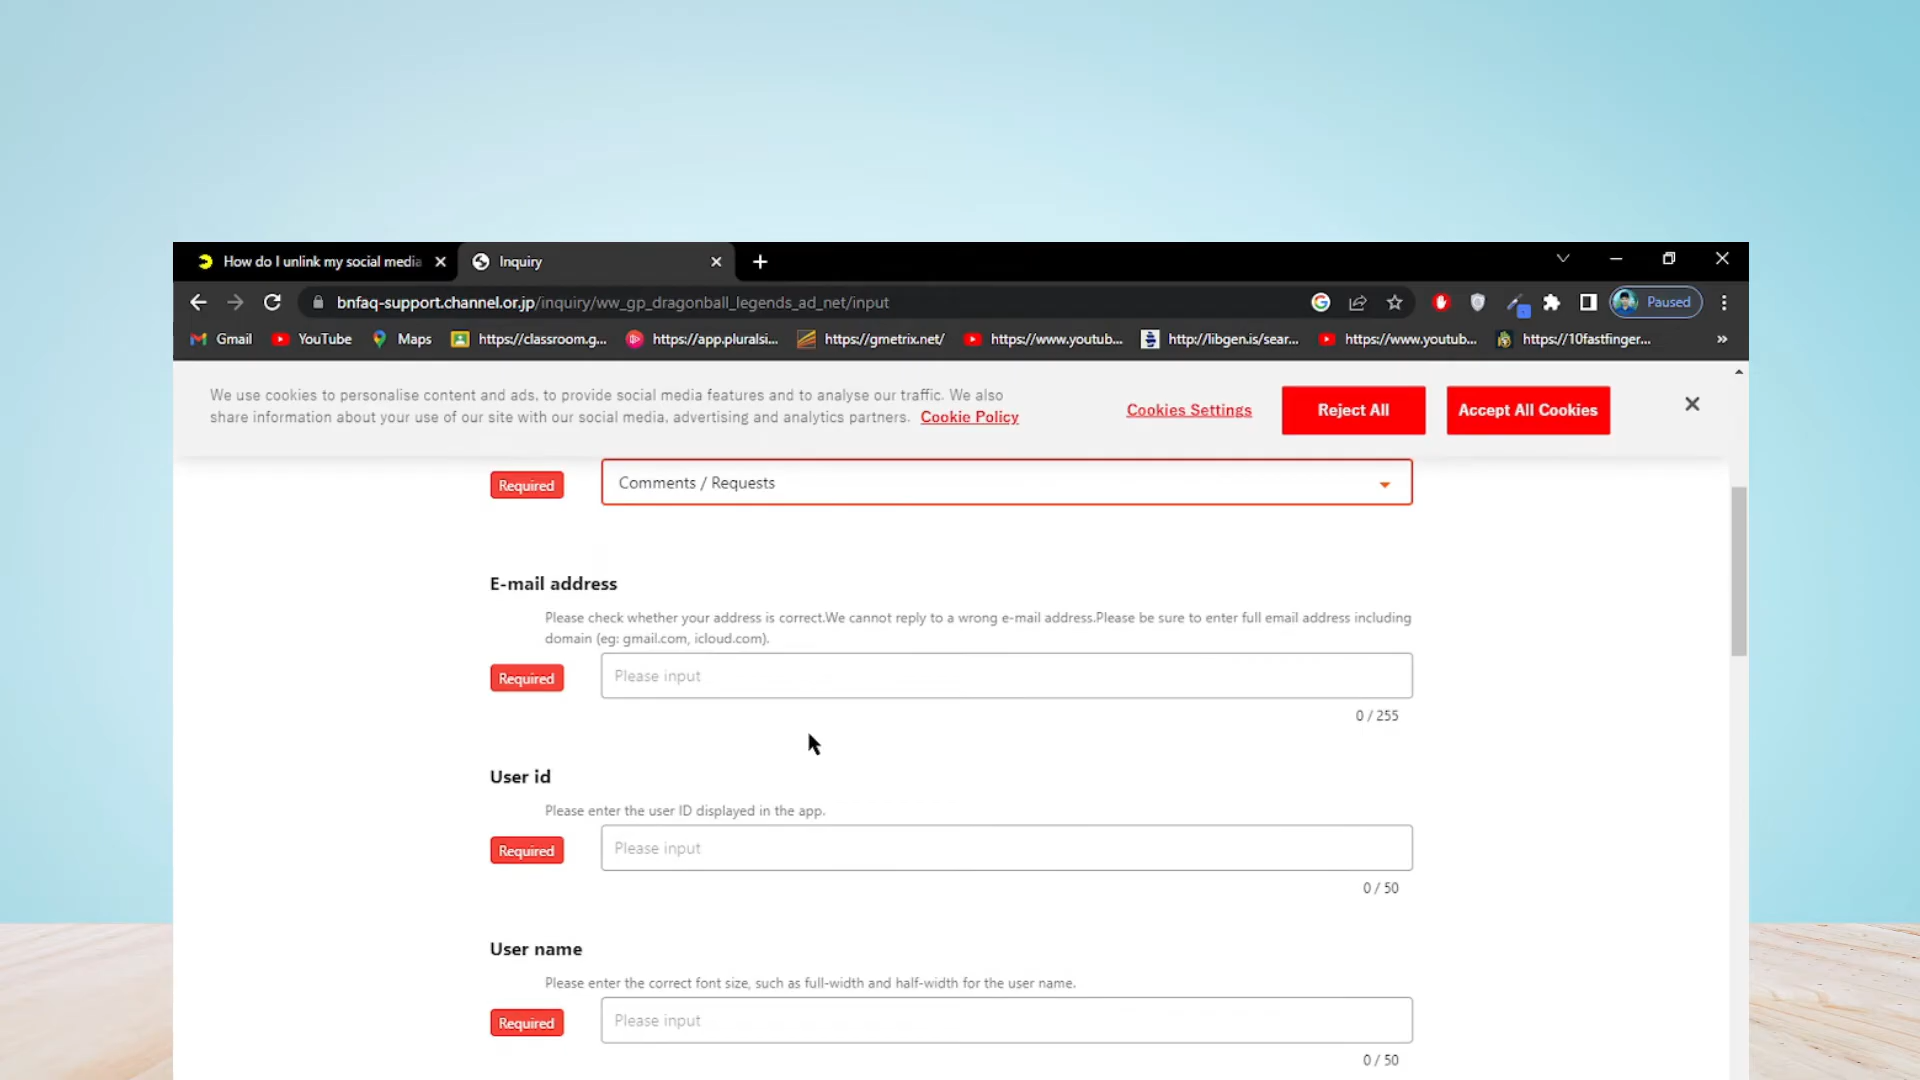 How do I unlink my social media
Inquiry
bnfaq-support.channel.or.jp/inquiry/ww_gp_dragonball_legends_ad_net/input
Paused
Gmail
YouTube
Maps
https://classroom.g...
https://app.pluralsi...
https://gmetrix.net/
https://www.youtub...
http://libgen.is/sear...
https://www.youtub...
https://10fastfinger...
We use cookies to personalise content and ads, to provide social media features and to analyse our traffic. We also
share information about your use of our site with our social media, advertising and analytics partners. Cookie Policy
Cookies Settings
Reject All
Accept All Cookies
Required
Comments / Requests
E-mail address
Please check whether your address is correct.We cannot reply to a wrong e-mail address.Please be sure to enter full email address including
domain (eg: gmail.com, icloud.com).
Required
Please input
0 / 255
User id
Please enter the user ID displayed in the app.
Required
Please input
0 / 50
User name
Please enter the correct font size, such as full-width and half-width for the user name.
Required
Please input
0 / 50